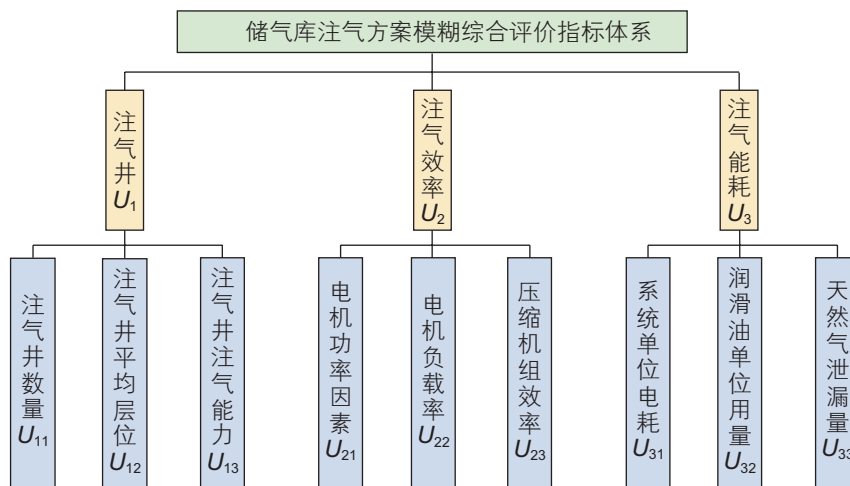 储气库注气方案模糊综合评价指标体系
注气井U₁
注气效率U₂
注气能耗U₃
注气井数量U₁₁
注气井平均层位U₁₂
注气井注气能力U₁₃
电机功率因素U₂₁
电机负载率U₂₂
压缩机组效率U₂₃
系统单位电耗U₃₁
润滑油单位用量U₃₂
天然气泄漏量U₃₃